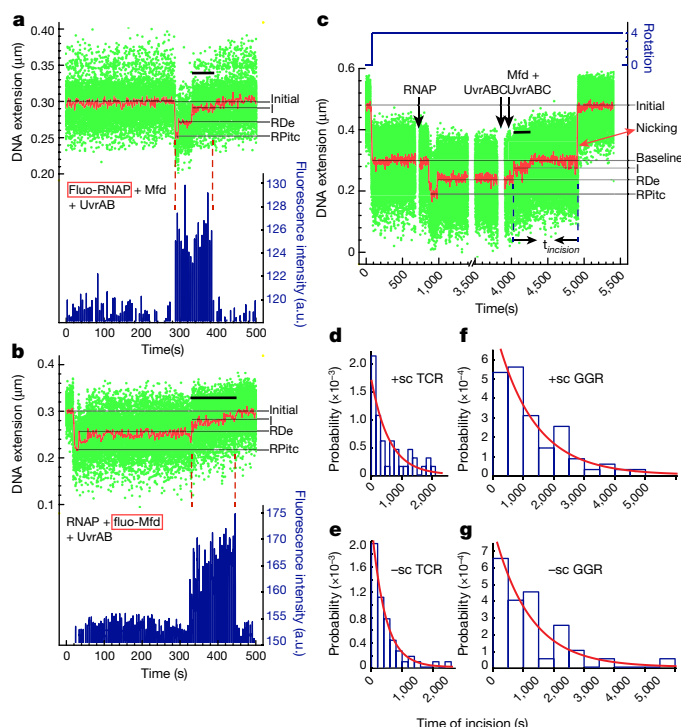 a
DNA extension (μm)
0.40
0.35
0.30
0.25
0.20
Initial
I
RDe
RPitc
Fluo-RNAP + Mfd
+ UvrAB
Fluorescence intensity (a.u.)
130
128
126
124
122
120
0 100 200 300 400 500
Time(s)
b
DNA extension (μm)
0.4
0.3
0.2
0.1
Initial
I
RDe
RPitc
RNAP + fluo-Mfd
+ UvrAB
Fluorescence intensity (a.u.)
175
170
165
160
155
150
0 100 200 300 400 500
Time (s)
c
Rotation
4
2
0
DNA extension (μm)
0.6
0.4
0.2
0
RNAP
Mfd +
UvrABC UvrABC
Initial
Nicking
Baseline
I
RDe
RPitc
t incision
0 500 1,000 3,500 4,000 4,500 5,000 5,500
Time(s)
d
+sc TCR
Probability (×10−3)
2.0
1.5
1.0
0.5
0
0 1,000 2,000
f
+sc GGR
Probability (×10−4)
6
5
4
3
2
1
0
0 1,000 2,000 3,000 4,000 5,000
e
−sc TCR
Probability (×10−3)
2.0
1.5
1.0
0.5
0
0 1,000 2,000
g
−sc GGR
Probability (×10−4)
7
6
5
4
3
2
1
0
0 1,000 2,000 3,000 4,000 5,000
Time of incision (s)